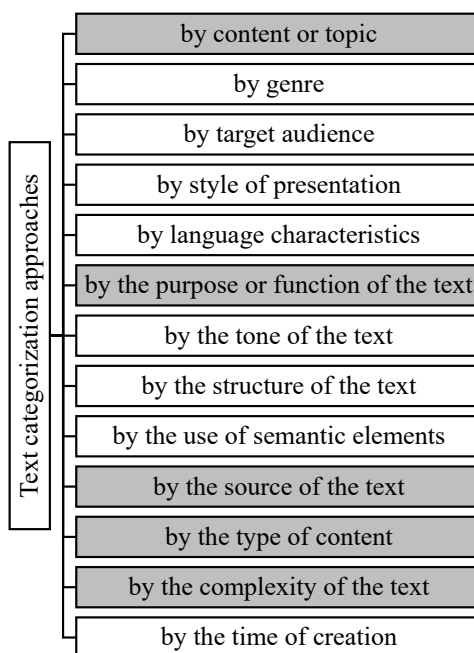 Text categorization approaches
by content or topic
by genre
by target audience
by style of presentation
by language characteristics
by the purpose or function of the text
by the tone of the text
by the structure of the text
by the use of semantic elements
by the source of the text
by the type of content
by the complexity of the text
by the time of creation